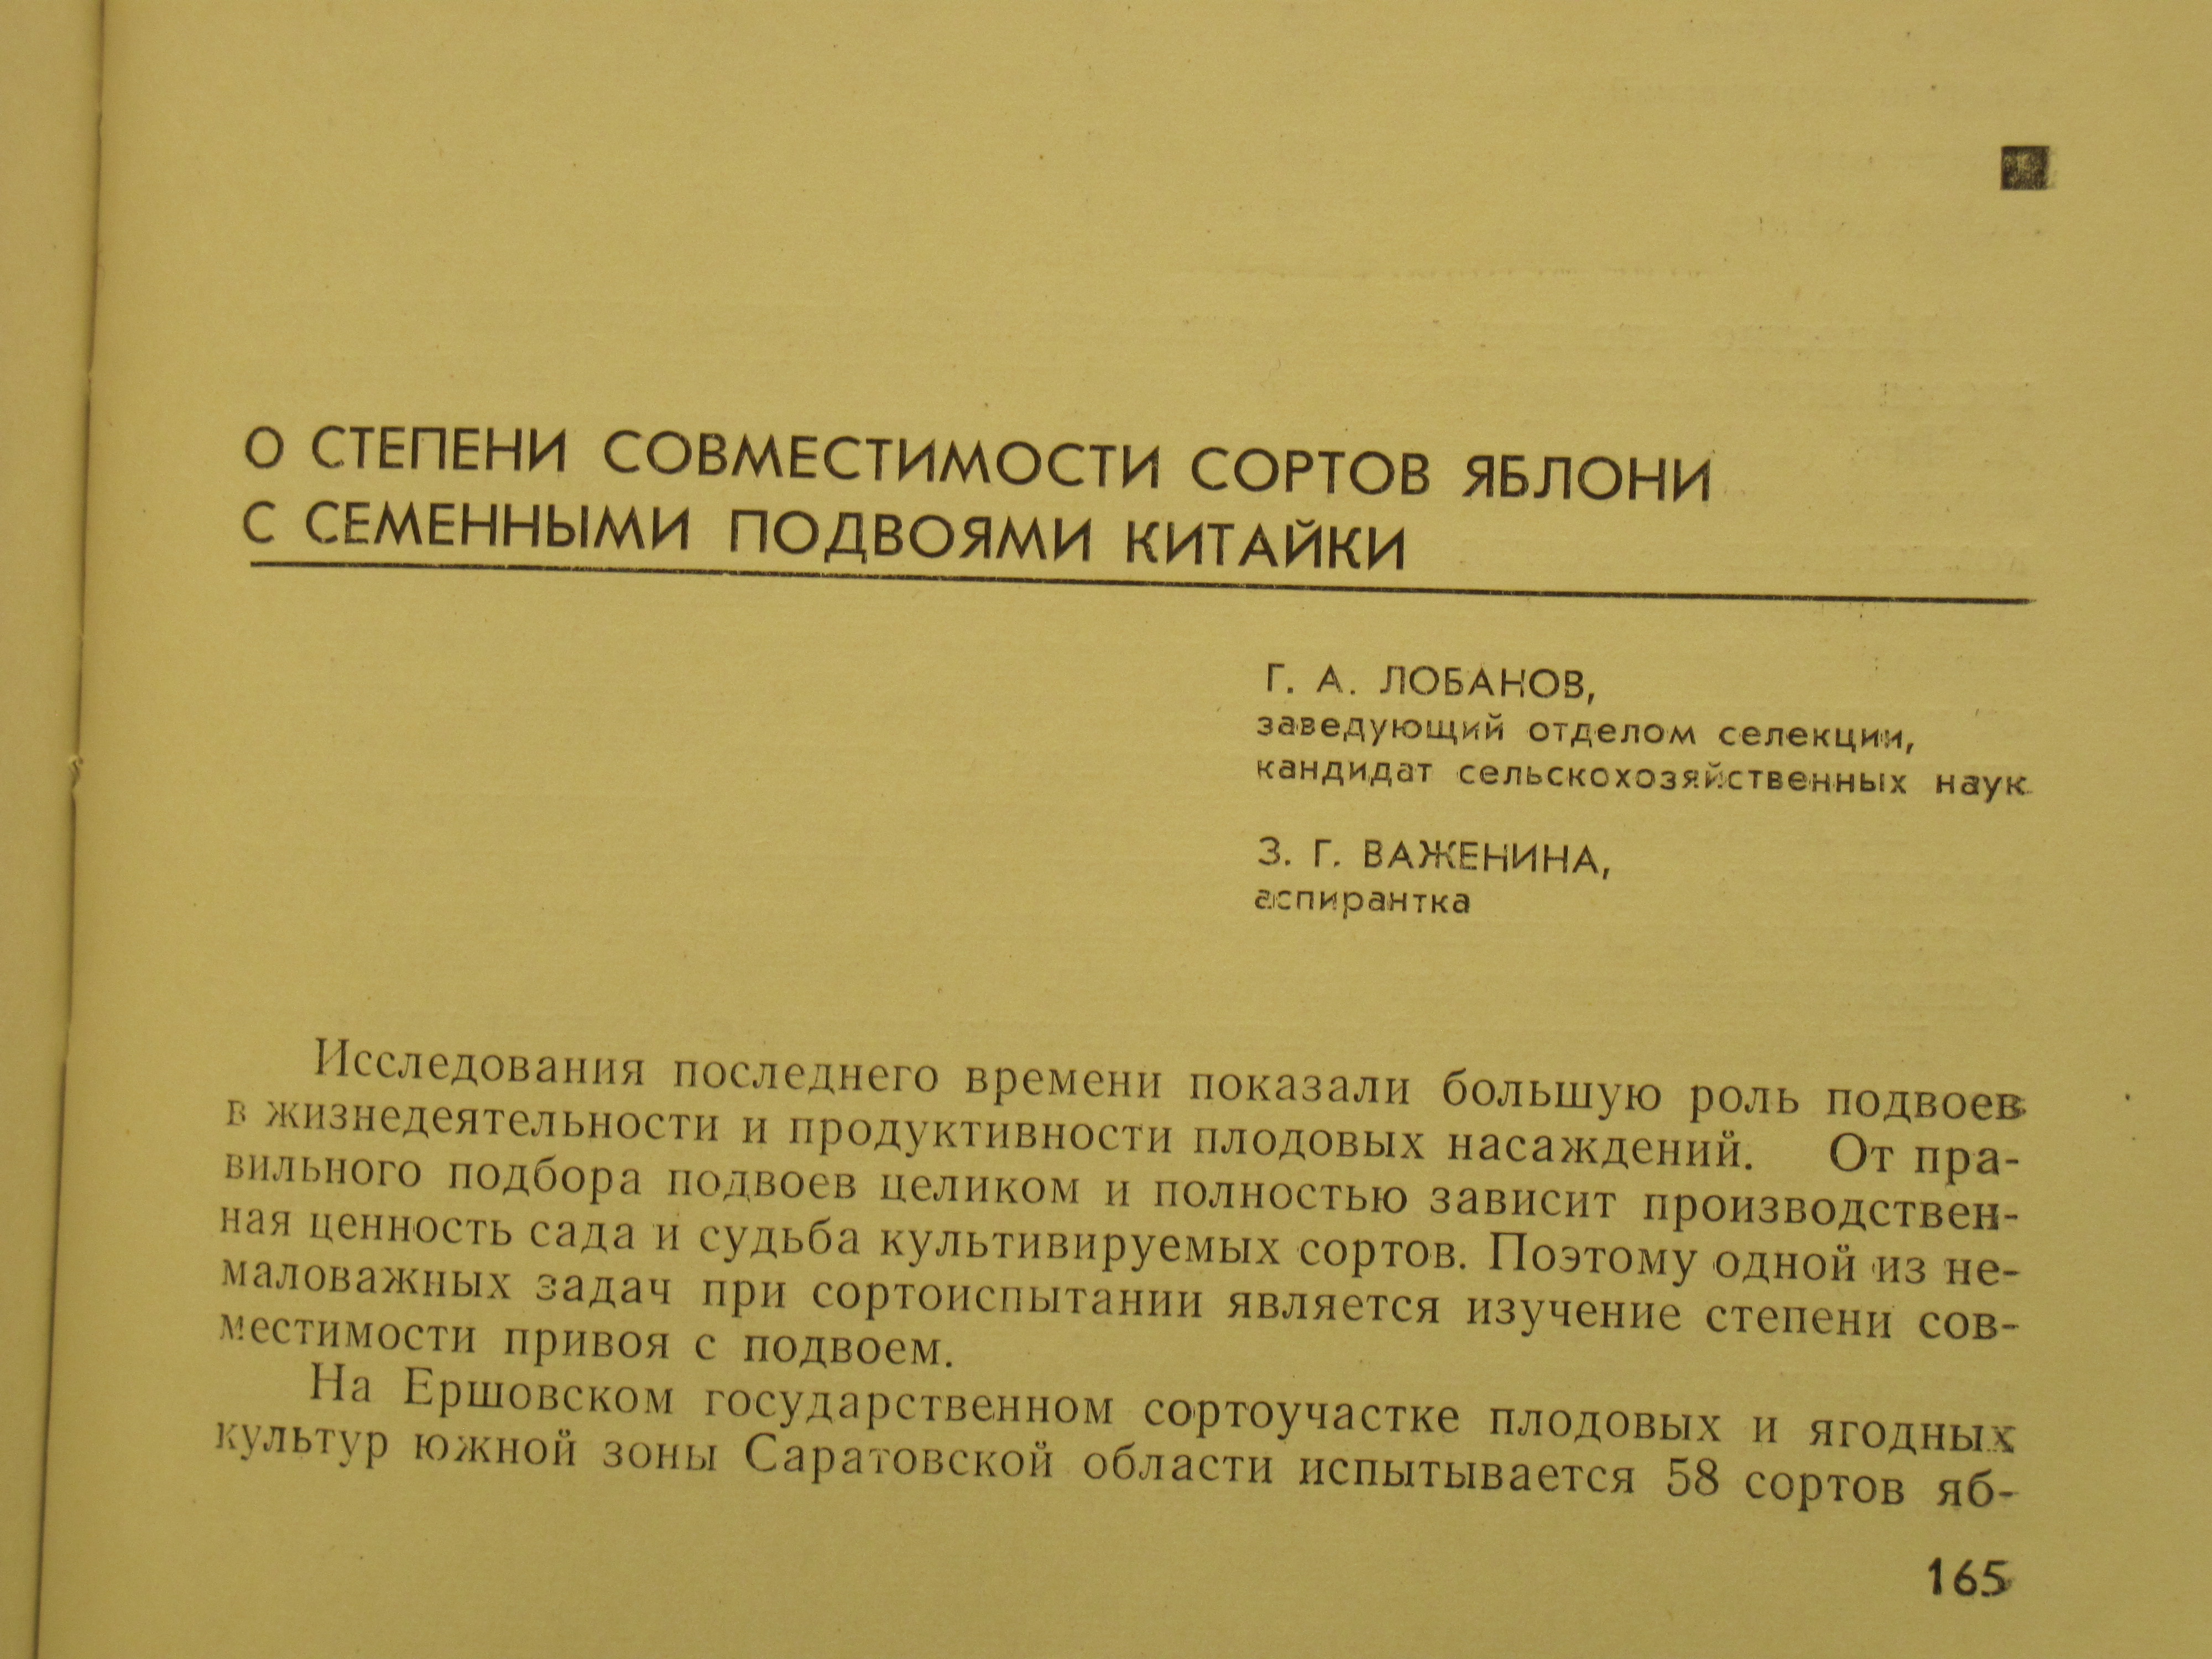 О СТЕПЕНИ СОВМЕСТИМОСТИ СОРТОВ ЯБЛОНИ
С СЕМЕННЫМИ ПОДВОЯМИ КИТАЙКИ
Г. А. ЛОБАНОВ,
заведующий отделом селекции,
кандидат сельскохозяйственных наук
З. Г. ВАЖЕНИНА,
аспирантка
Исследования последнего времени показали большую роль подвоев
в жизнедеятельности и продуктивности плодовых насаждений. От пра-
вильного подбора подвоев целиком и полностью зависит производствен-
ная ценность сада и судьба культивируемых сортов. Поэтому одной из не-
маловажных задач при сортоиспытании является изучение степени сов-
местимости привоя с подвоем.
На Ершовском государственном сортоучастке плодовых и ягодных
культур южной зоны Саратовской области испытывается 58 сортов яб-
165